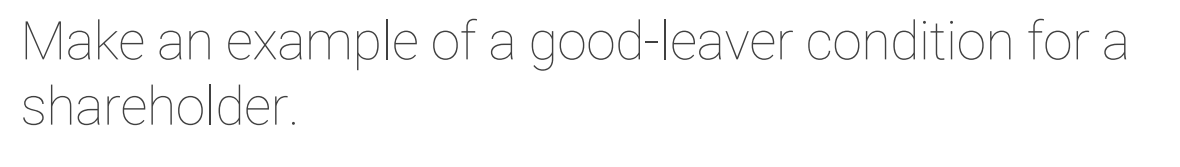 Make an example of a good-leaver condition for a
shareholder.